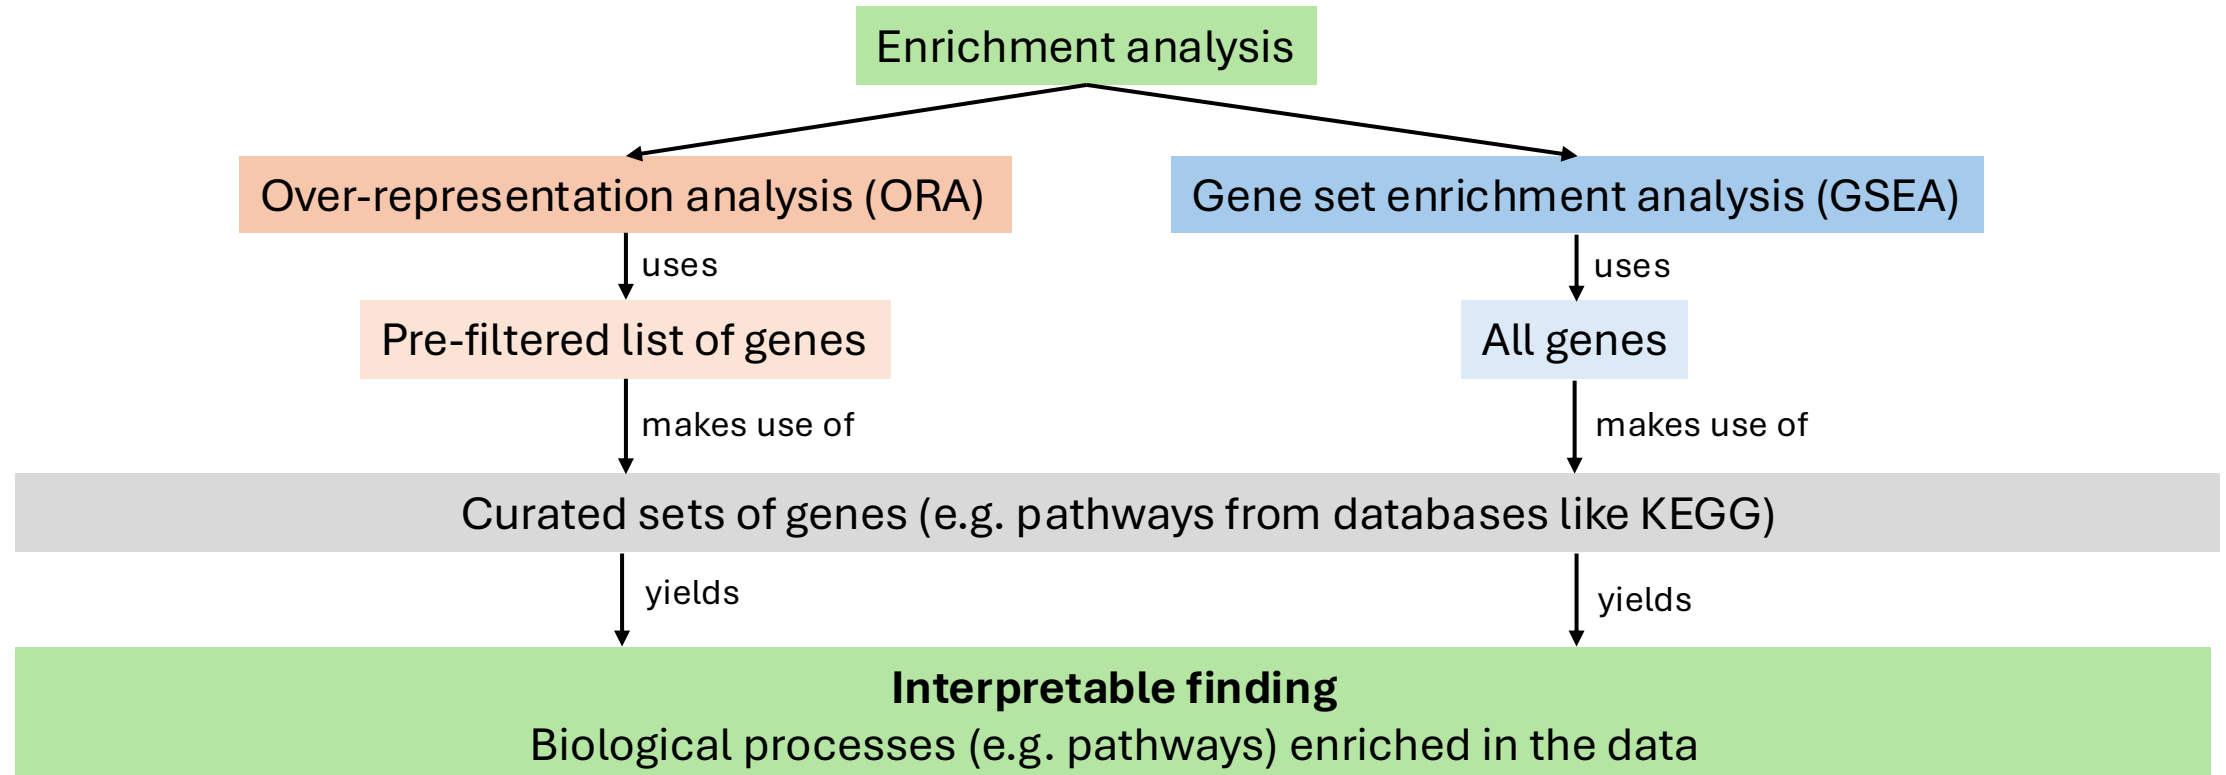 Enrichment analysis
Over-representation analysis (ORA)
Gene set enrichment analysis (GSEA)
uses
uses
Pre-filtered list of genes
All genes
makes use of
makes use of
Curated sets of genes (e.g. pathways from databases like KEGG)
yields
yields
Interpretable finding
Biological processes (e.g. pathways) enriched in the data